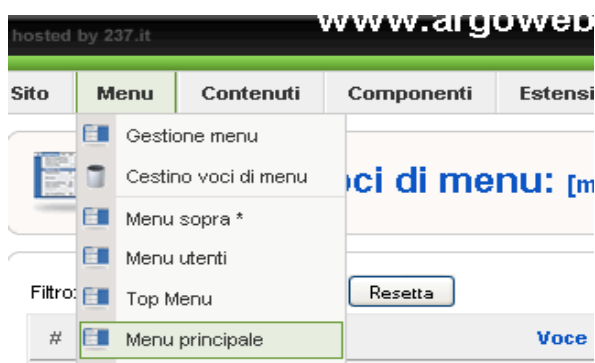 hosted by 237.it
www.argoweb
Sito Menu Contenuti Componenti Estensi
Gestione menu
Cestino voci di menu
oci di menu: [m
Menu sopra *
Menu utenti
Filtro: Top Menu Resetta
# Menu principale Voce